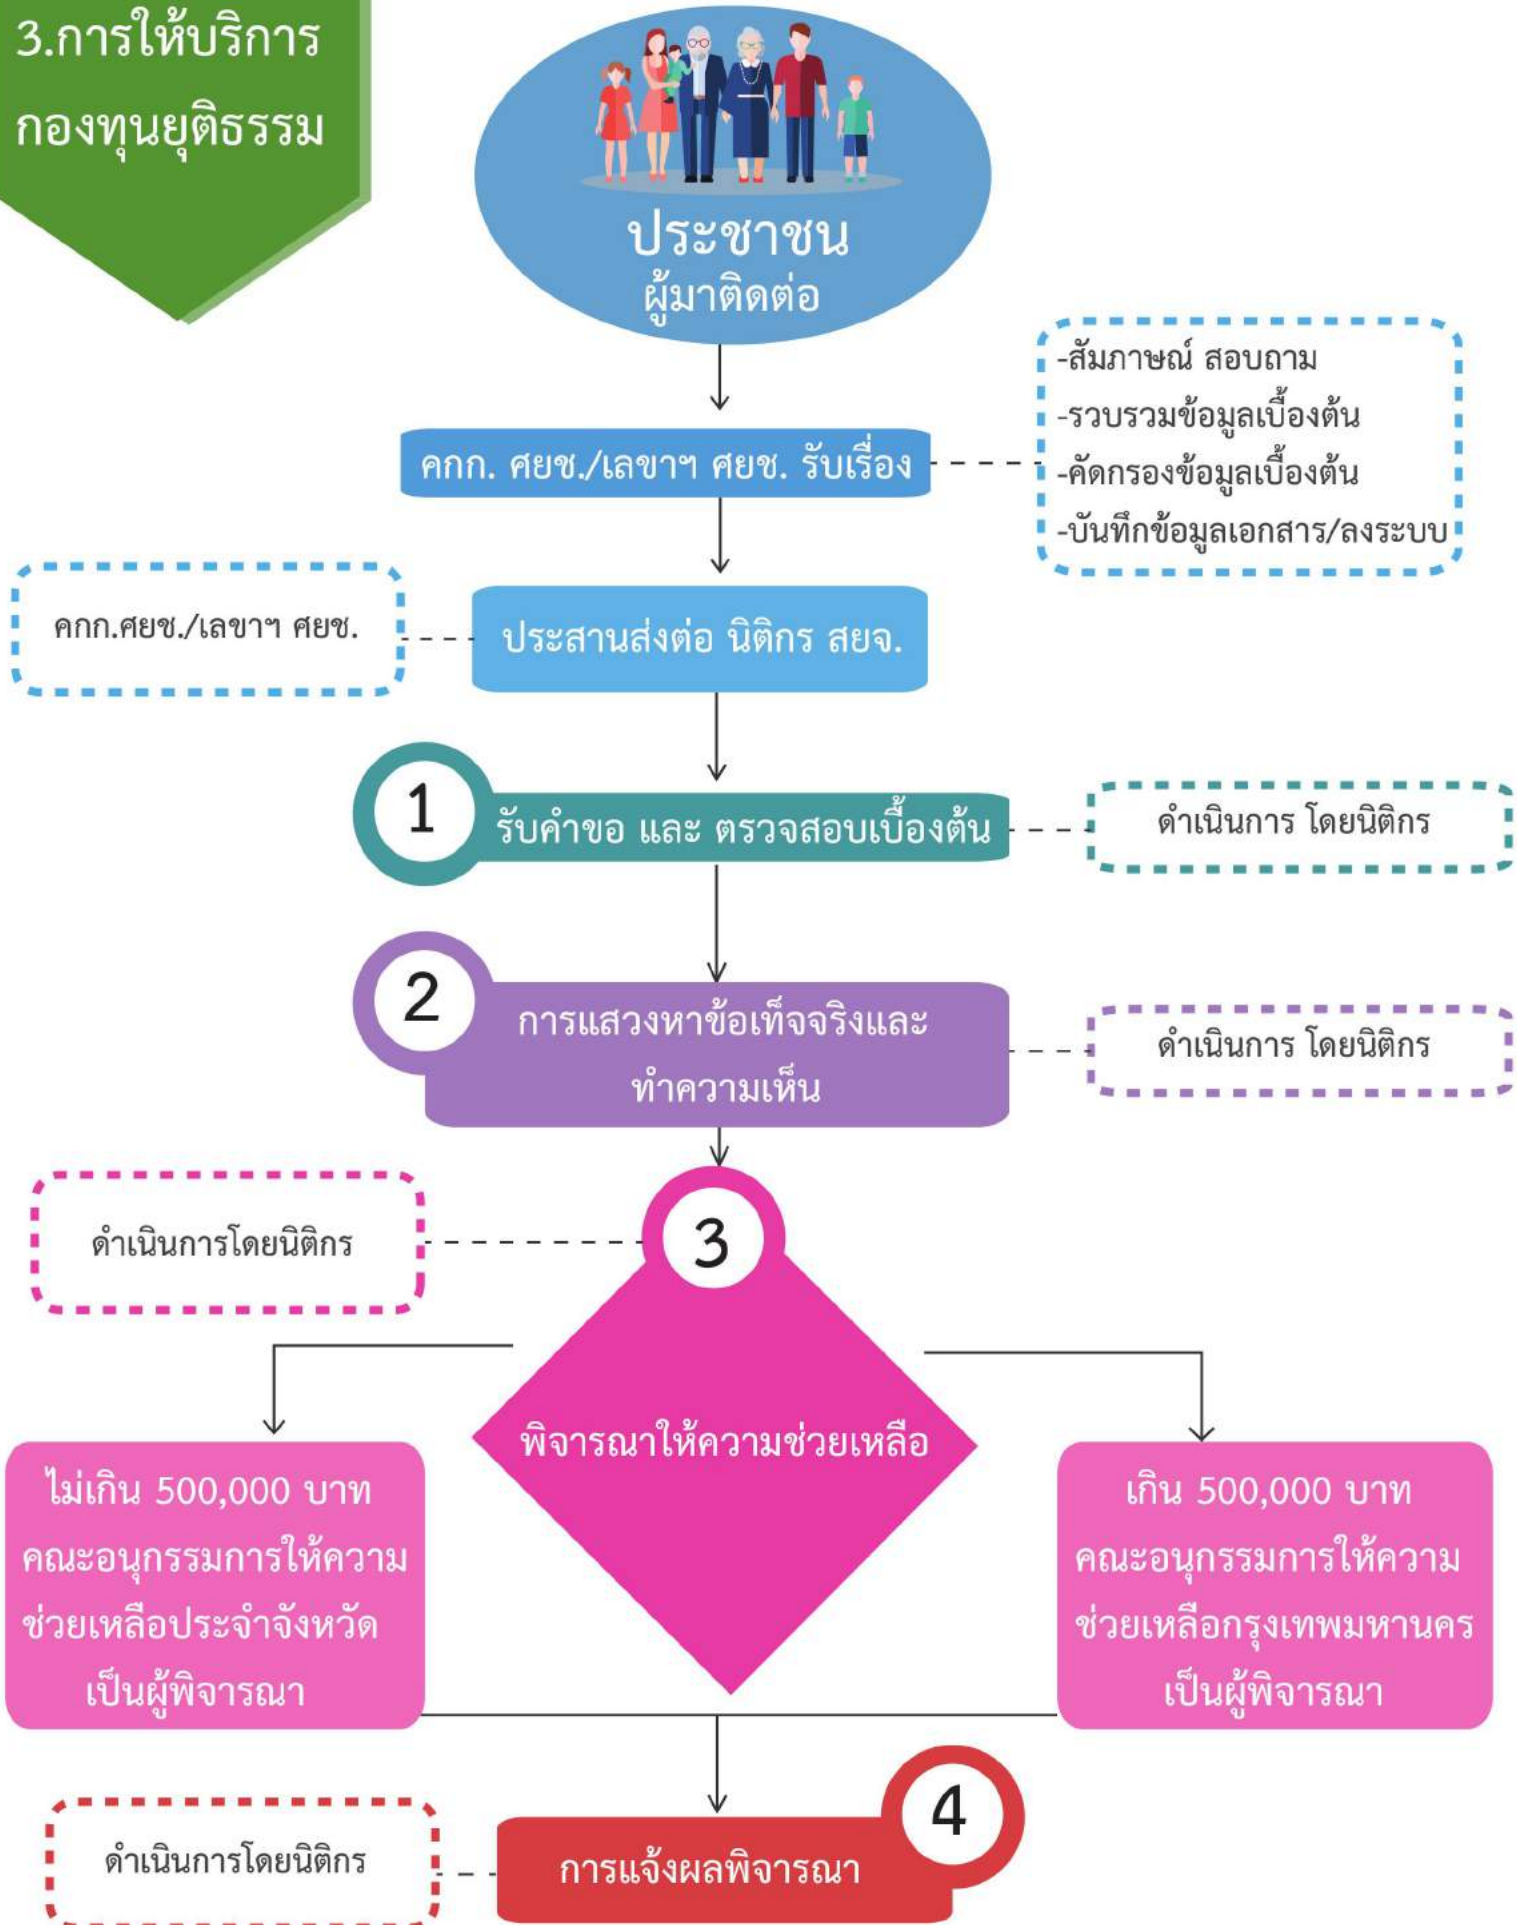 3.การให้บริการ
กองทุนยุติธรรม
ประชาชน
ผู้มาติดต่อ
คกก. ศยช./เลขาฯ ศยช. รับเรื่อง
-สัมภาษณ์ สอบถาม
-รวบรวมข้อมูลเบื้องต้น
-คัดกรองข้อมูลเบื้องต้น
-บันทึกข้อมูลเอกสาร/ลงระบบ
คกก.ศยช./เลขาฯ ศยช.
ประสานส่งต่อ นิติกร สยจ.
1
รับคำขอ และ ตรวจสอบเบื้องต้น
ดำเนินการ โดยนิติกร
2
การแสวงหาข้อเท็จจริงและ
ทำความเห็น
ดำเนินการ โดยนิติกร
3
ดำเนินการโดยนิติกร
พิจารณาให้ความช่วยเหลือ
ไม่เกิน 500,000 บาท
คณะอนุกรรมการให้ความ
ช่วยเหลือประจำจังหวัด
เป็นผู้พิจารณา
เกิน 500,000 บาท
คณะอนุกรรมการให้ความ
ช่วยเหลือกรุงเทพมหานคร
เป็นผู้พิจารณา
4
การแจ้งผลพิจารณา
ดำเนินการโดยนิติกร